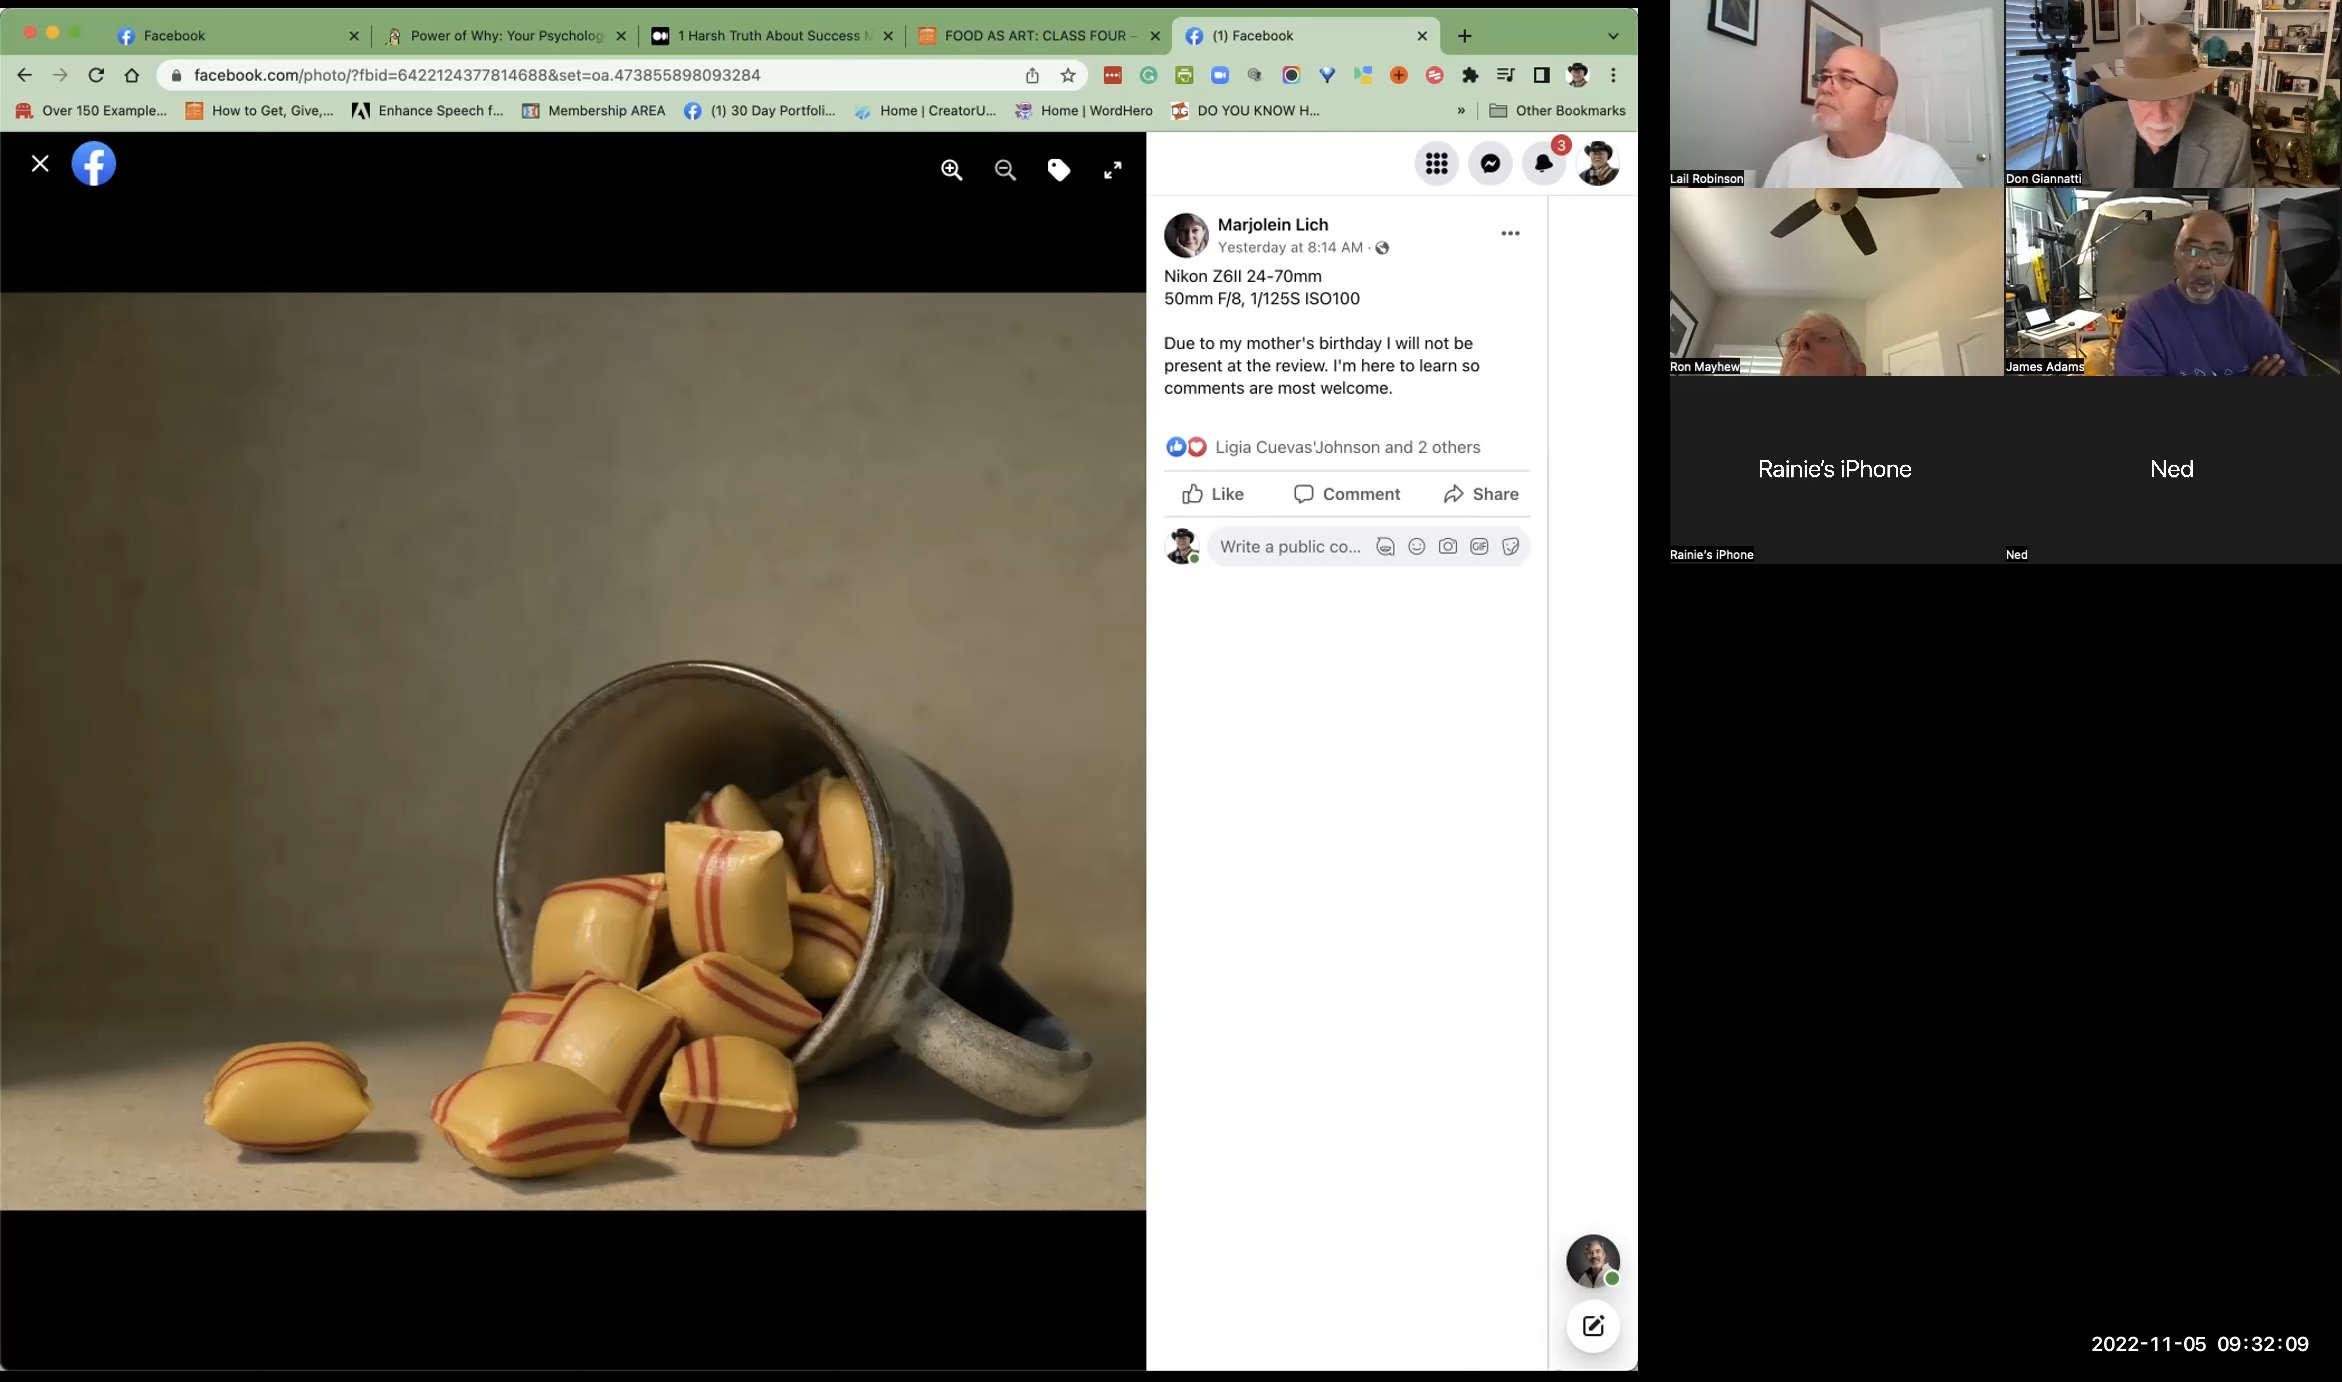 Facebook
Power of Why: Your Psycholog
1 Harsh Truth About Success M
FOOD AS ART: CLASS FOUR –
(1) Facebook
facebook.com/photo/?fbid=6422124377814688&set=oa.473855898093284
Over 150 Example...
How to Get, Give,...
Enhance Speech f...
Membership AREA
(1) 30 Day Portfoli...
Home | CreatorU...
Home | WordHero
DO YOU KNOW H...
»
Other Bookmarks
3
Marjolein Lich
Yesterday at 8:14 AM ·
Nikon Z6II 24-70mm
50mm F/8, 1/125S ISO100
Due to my mother's birthday I will not be
present at the review. I'm here to learn so
comments are most welcome.
Ligia Cuevas'Johnson and 2 others
Like
Comment
Share
Write a public co...
GIF
Lail Robinson
Don Giannatti
Ron Mayhew
James Adams
Rainie's iPhone
Ned
Rainie's iPhone
Ned
2022-11-05 09:32:09